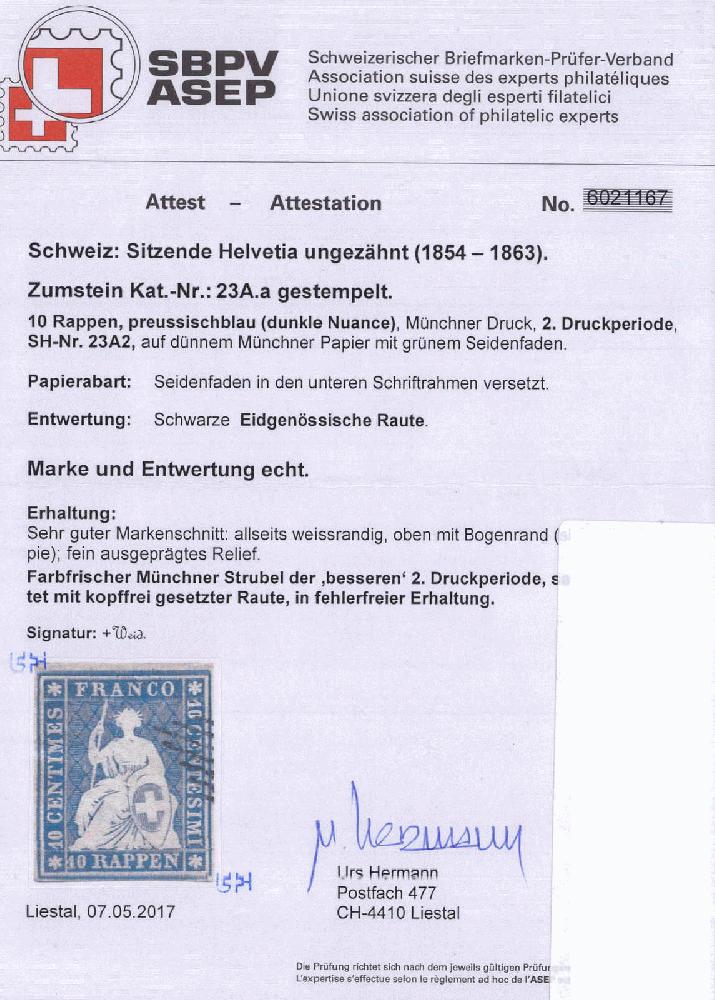 SBPV
ASEP
Schweizerischer Briefmarken-Prüfer-Verband
Association suisse des experts philatéliques
Unione svizzera degli esperti filatelici
Swiss association of philatelic experts
Attest – Attestation No. 6021167
Schweiz: Sitzende Helvetia ungezähnt (1854 – 1863).
Zumstein Kat.-Nr.: 23A.a gestempelt.
10 Rappen, preussischblau (dunkle Nuance), Münchner Druck, 2. Druckperiode,
SH-Nr. 23A2, auf dünnem Münchner Papier mit grünem Seidenfaden.
Papierabart: Seidenfaden in den unteren Schriftrahmen versetzt.
Entwertung: Schwarze Eidgenössische Raute.
Marke und Entwertung echt.
Erhaltung:
Sehr guter Markenschnitt: allseits weissrandig, oben mit Bogenrand (
pie); fein ausgeprägtes Relief.
Farbfrischer Münchner Strubel der ‚besseren‘ 2. Druckperiode, s
tet mit kopffrei gesetzter Raute, in fehlerfreier Erhaltung.
Signatur: +Weid.
FRANCO
10 CENTIMES
10 CENTESIMI
10 RAPPEN
Urs Hermann
Postfach 477
CH-4410 Liestal
Liestal, 07.05.2017
Die Prüfung richtet sich nach dem jeweils gültigen Prüfu
L'expertise s'effectue selon le règlement ad hoc de l'ASE